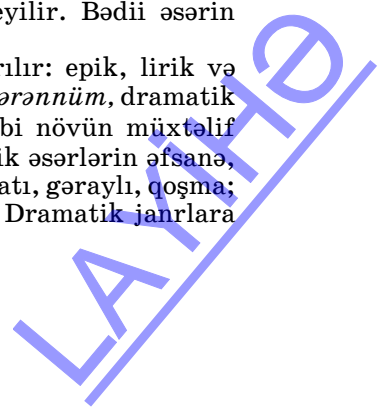 eyilir. Bədii əsərin
rılır: epik, lirik və
ərənnüm, dramatik
bi növün müxtəlif
ik əsərlərin əfsanə,
atı, gəraylı, qoşma;
Dramatik janrlara
LAYİHƏ